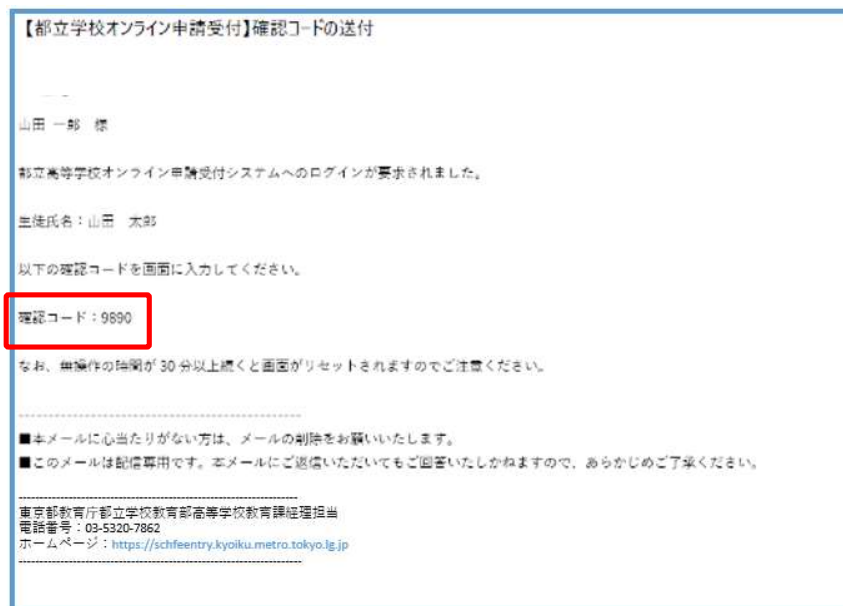 【都立学校オンライン申請受付】確認コードの送付
山田 一郎　様
都立高等学校オンライン申請受付システムへのログインが要求されました。
生徒氏名：山田　太郎
以下の確認コードを画面に入力してください。
確認コード：9890
なお、無操作の時間が 30 分以上続くと画面がリセットされますのでご注意ください。
-----------------------------------------------
■本メールに心当たりがない方は、メールの削除をお願いいたします。
■このメールは配信専用です。本メールにご返信いただいてもご回答いたしかねますので、あらかじめご了承ください。
---------------------------------------------------------------
東京都教育庁都立学校教育部高等学校教育課経理担当
電話番号：03-5320-7862
ホームページ：https://schfeentry.kyoiku.metro.tokyo.lg.jp
---------------------------------------------------------------